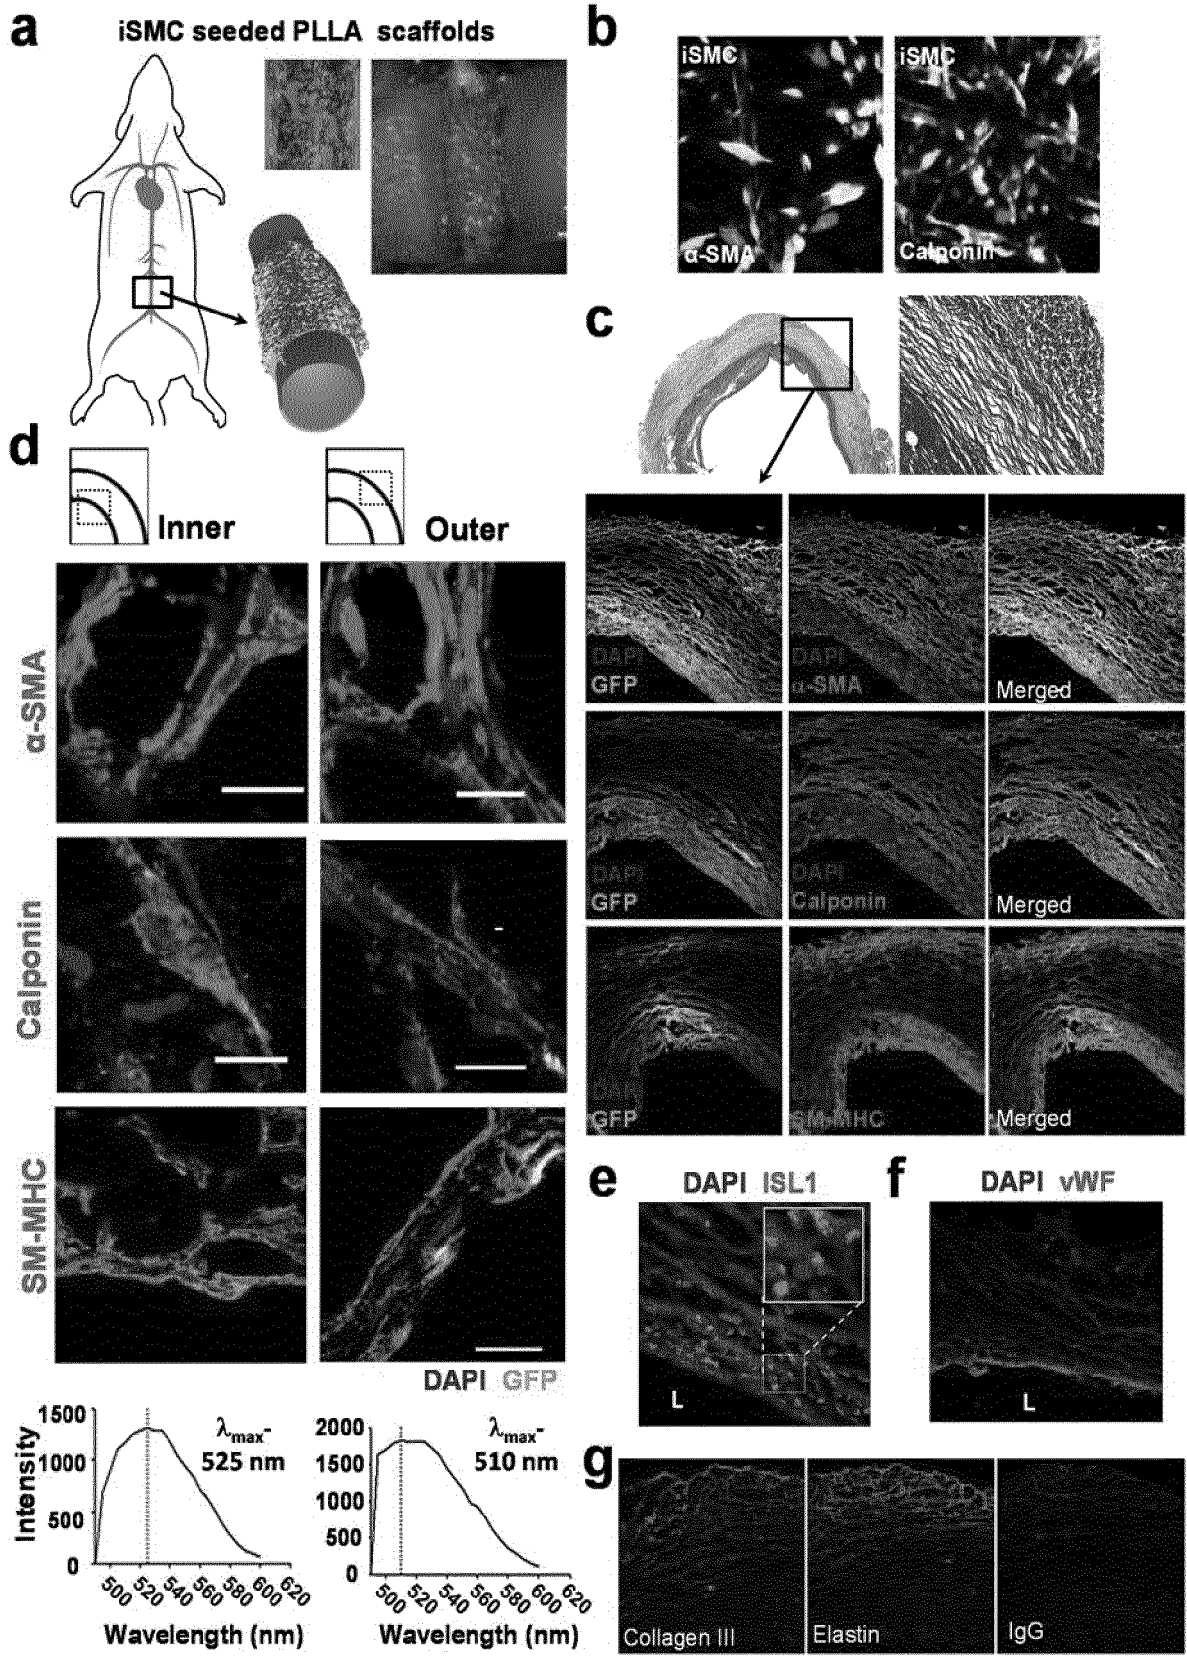 a
iSMC seeded PLLA scaffolds
b
iSMC
α-SMA
iSMC
Calponin
c
DAPI
GFP
DAPI
α-SMA
Merged
DAPI
GFP
DAPI
Calponin
Merged
GFP
SM-MHC
Merged
d
Inner
Outer
α-SMA
Calponin
SM-MHC
DAPI GFP
1500
1000
500
0
Intensity
λmax-
525 nm
500 520 540 560 580 600 620
Wavelength (nm)
2000
1500
1000
500
0
λmax-
510 nm
500 520 540 560 580 600 620
Wavelength (nm)
e
DAPI ISL1
L
f
DAPI vWF
L
g
Collagen III
Elastin
IgG